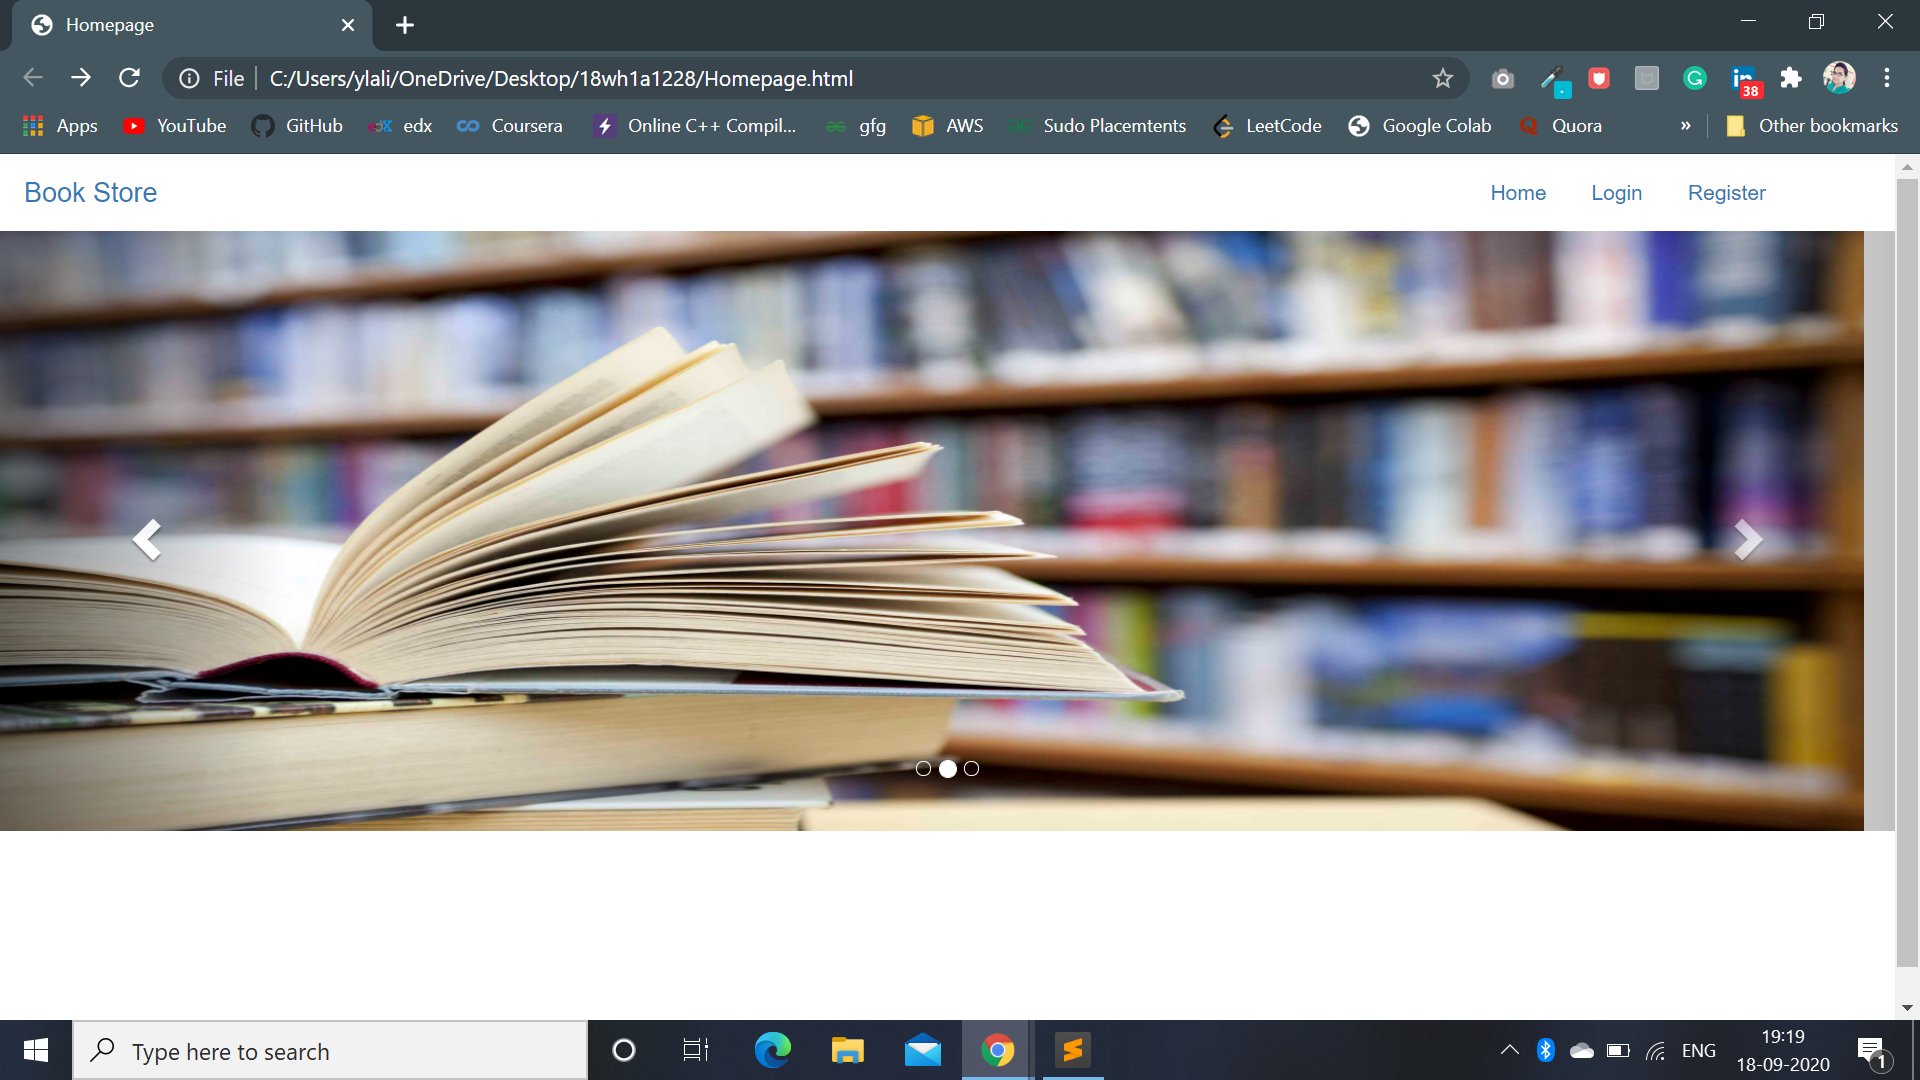 Homepage
File C:/Users/ylali/OneDrive/Desktop/18wh1a1228/Homepage.html
38
Apps YouTube GitHub edx Coursera Online C++ Compil... gfg AWS Sudo Placemtents LeetCode Google Colab Quora » Other bookmarks
Book Store Home Login Register
Type here to search
ENG
19:19
18-09-2020
1